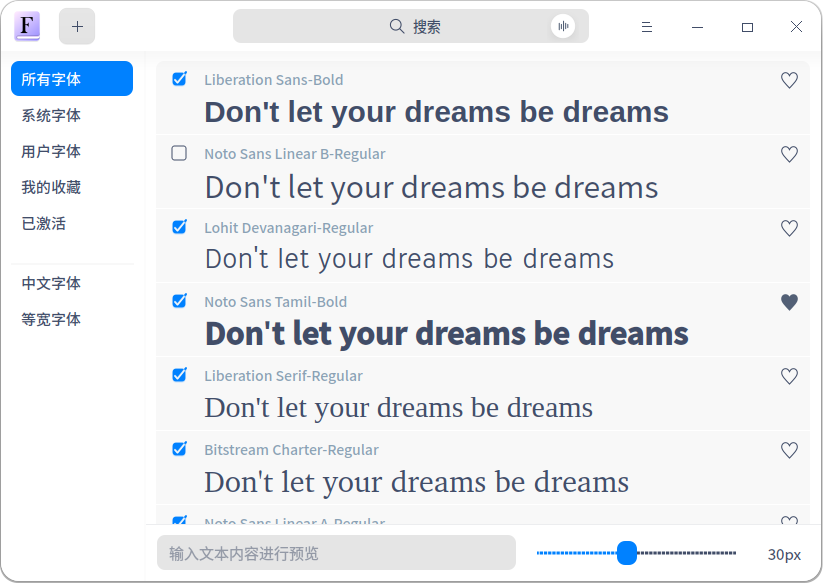 F
搜索
所有字体
系统字体
用户字体
我的收藏
已激活
中文字体
等宽字体
Liberation Sans-Bold
Don't let your dreams be dreams
Noto Sans Linear B-Regular
Don't let your dreams be dreams
Lohit Devanagari-Regular
Don't let your dreams be dreams
Noto Sans Tamil-Bold
Don't let your dreams be dreams
Liberation Serif-Regular
Don't let your dreams be dreams
Bitstream Charter-Regular
Don't let your dreams be dreams
Noto Sans Linear A-Regular
输入文本内容进行预览
30px